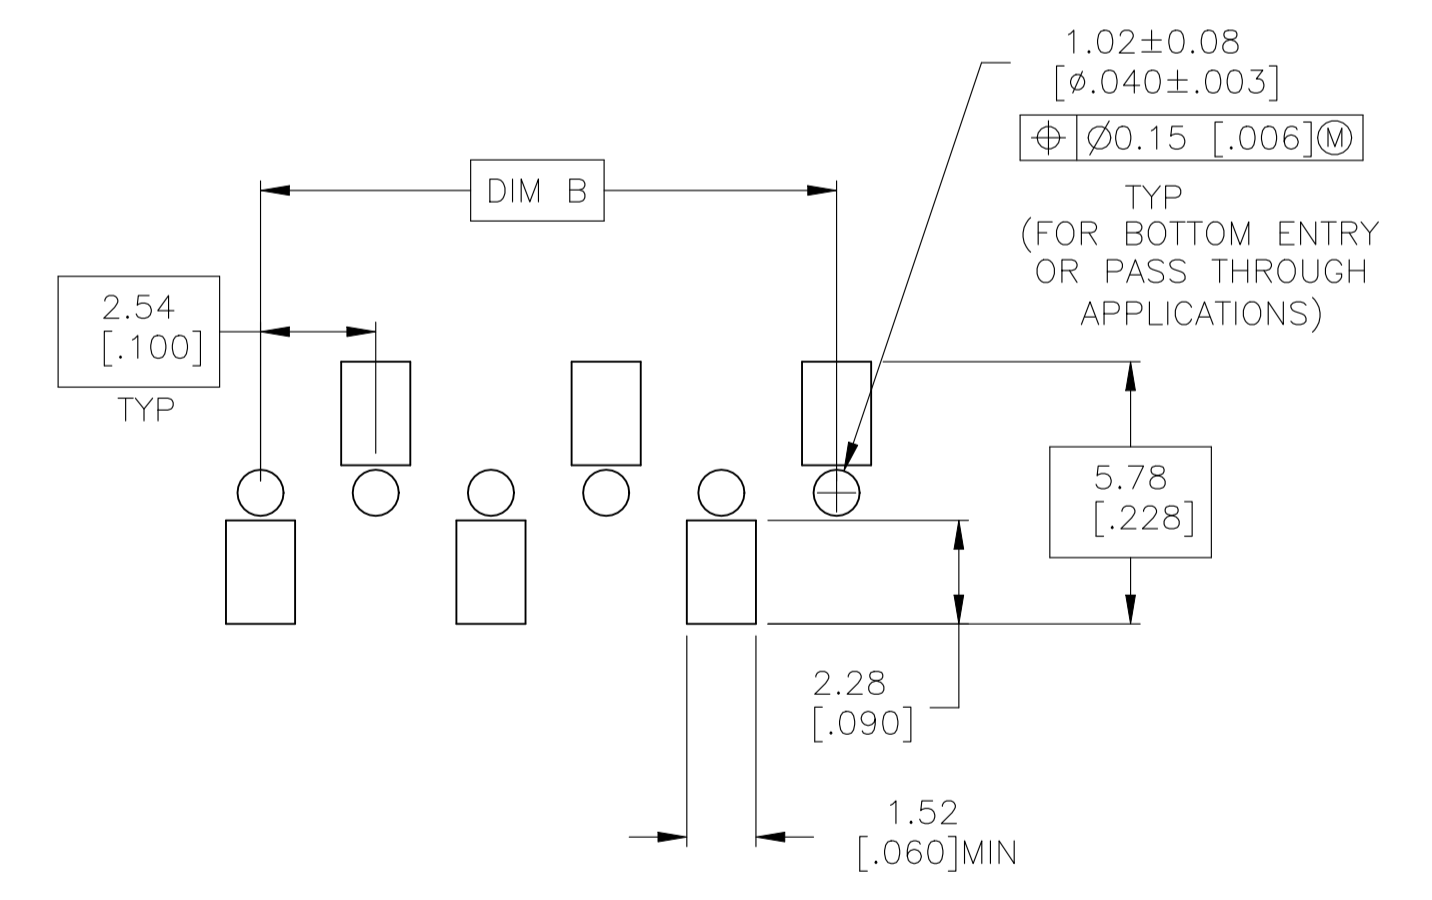 1.02±0.08
[⌀.040±.003]
⌖ ⌀0.15 [.006]Ⓜ
TYP
(FOR BOTTOM ENTRY
OR PASS THROUGH
APPLICATIONS)
DIM B
2.54
[.100]
TYP
5.78
[.228]
2.28
[.090]
1.52
[.060]MIN